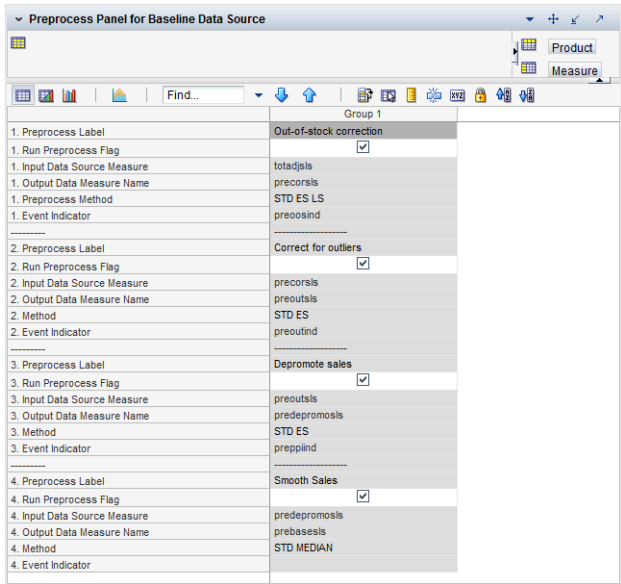 Preprocess Panel for Baseline Data Source
Product
Measure
Find...
Group 1
1. Preprocess Label Out-of-stock correction
1. Run Preprocess Flag
1. Input Data Source Measure totadjsls
1. Output Data Measure Name precorsls
1. Preprocess Method STD ES LS
1. Event Indicator preoosind
--------- -------------------
2. Preprocess Label Correct for outliers
2. Run Preprocess Flag
2. Input Data Source Measure precorsls
2. Output Data Measure Name preoutsls
2. Method STD ES
2. Event Indicator preoutind
--------- -------------------
3. Preprocess Label Depromote sales
3. Run Preprocess Flag
3. Input Data Source Measure preoutsls
3. Output Data Measure Name predepromosls
3. Method STD ES
3. Event Indicator preppiind
--------- -------------------
4. Preprocess Label Smooth Sales
4. Run Preprocess Flag
4. Input Data Source Measure predepromosls
4. Output Data Measure Name prebasesls
4. Method STD MEDIAN
4. Event Indicator